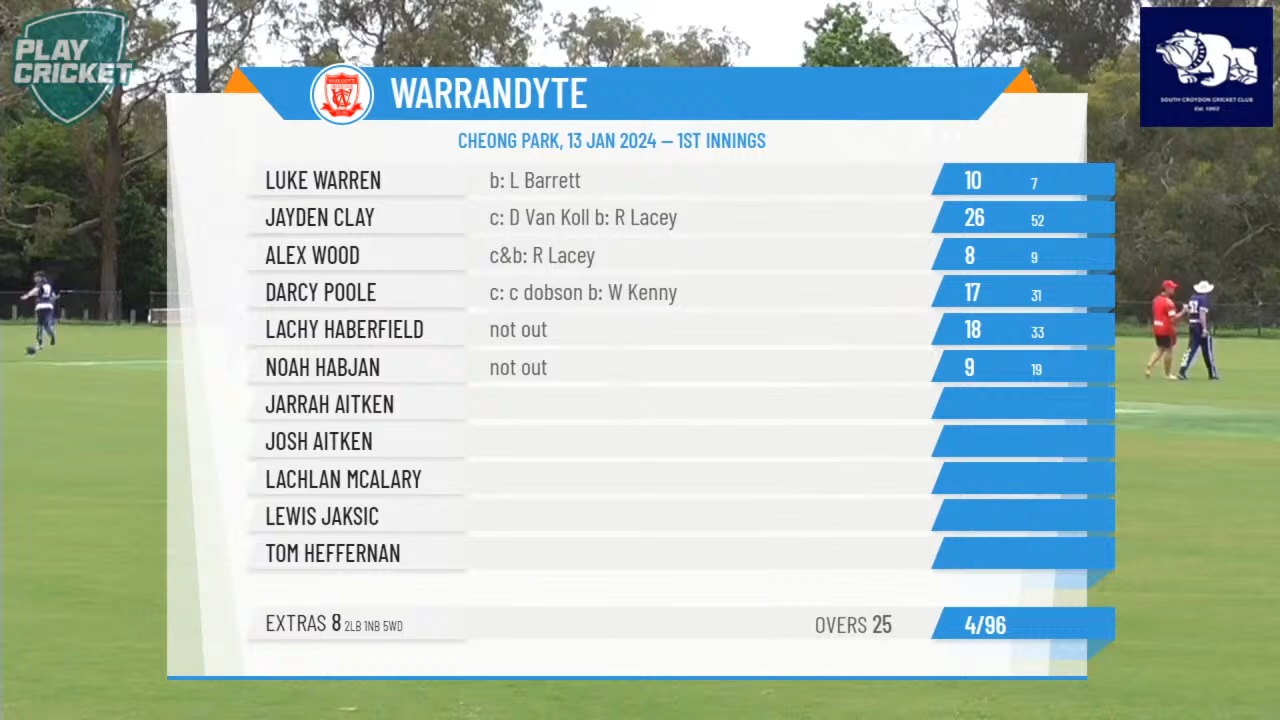 PLAY
CRICKET
WARRANDYTE
SOUTH CROYDON CRICKET CLUB
Est. 1893
CHEONG PARK, 13 JAN 2024 – 1ST INNINGS
LUKE WARREN b: L Barrett 10 7
JAYDEN CLAY c: D Van Koll b: R Lacey 26 52
ALEX WOOD c&b: R Lacey 8 9
DARCY POOLE c: c dobson b: W Kenny 17 31
LACHY HABERFIELD not out 18 33
NOAH HABJAN not out 9 19
JARRAH AITKEN
JOSH AITKEN
LACHLAN MCALARY
LEWIS JAKSIC
TOM HEFFERNAN
EXTRAS 8 2LB 1NB 5WD OVERS 25 4/96